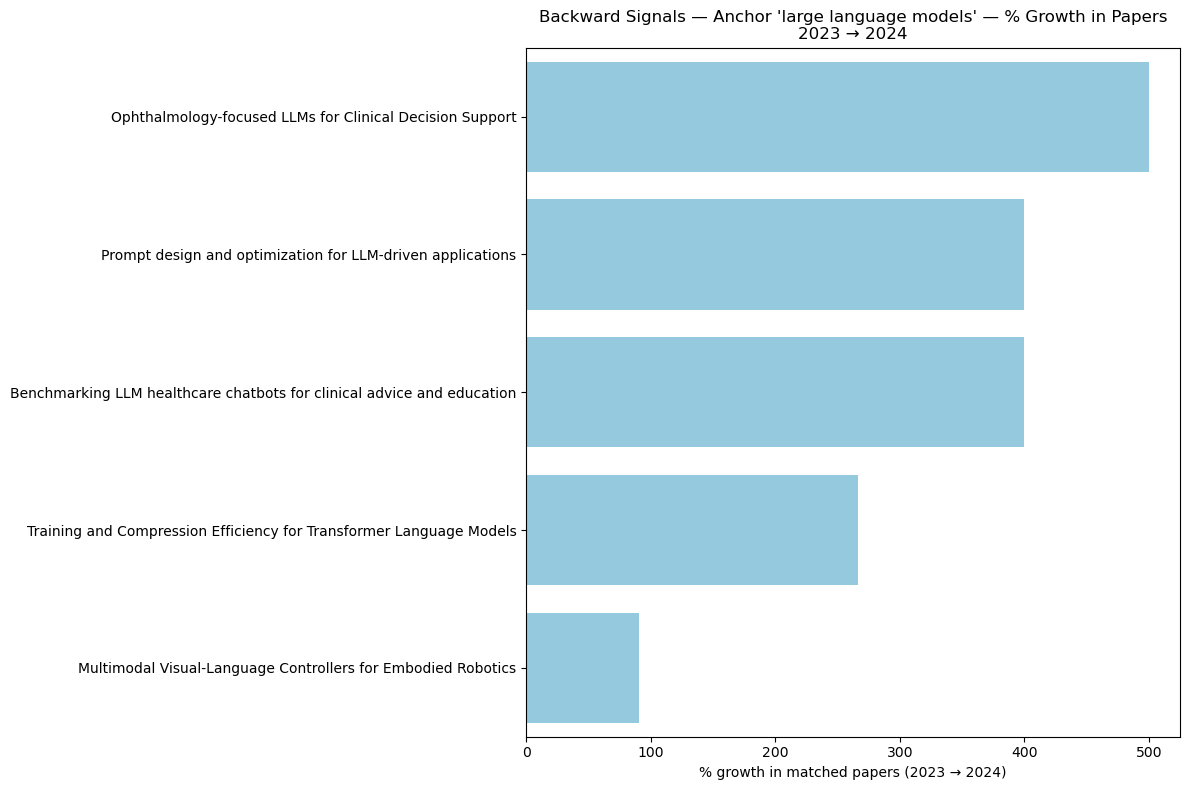 Backward Signals — Anchor 'large language models' — % Growth in Papers
2023 → 2024
Ophthalmology-focused LLMs for Clinical Decision Support
Prompt design and optimization for LLM-driven applications
Benchmarking LLM healthcare chatbots for clinical advice and education
Training and Compression Efficiency for Transformer Language Models
Multimodal Visual-Language Controllers for Embodied Robotics
0 100 200 300 400 500
% growth in matched papers (2023 → 2024)